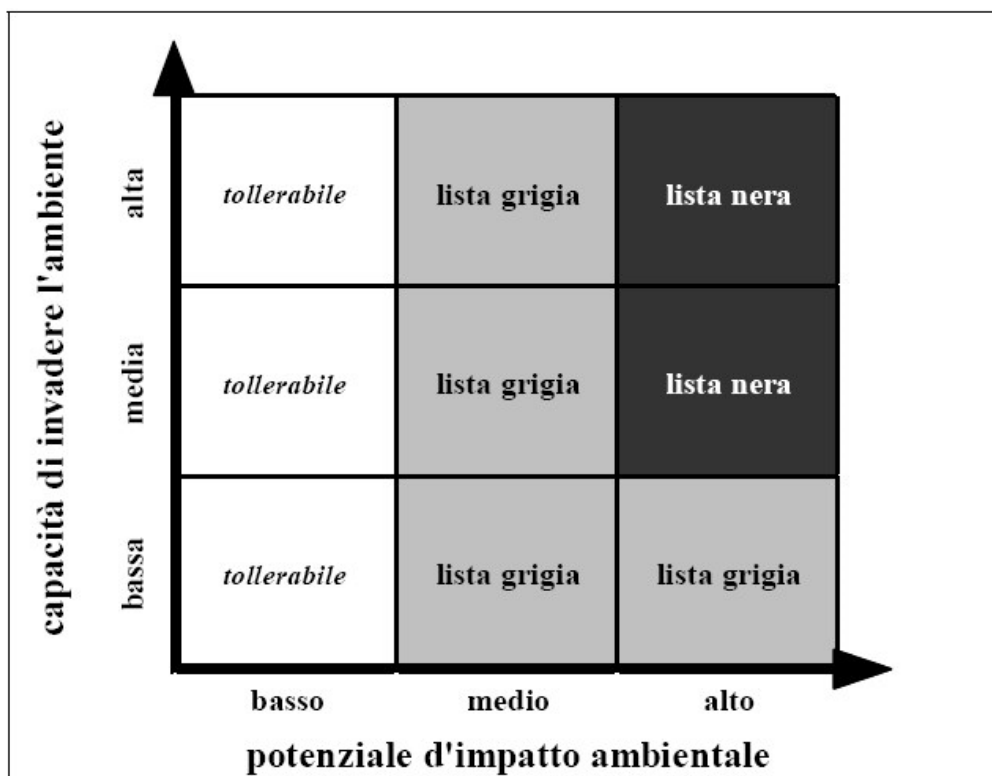 capacità di invadere l'ambiente
alta
tollerabile
lista grigia
lista nera
media
tollerabile
lista grigia
lista nera
bassa
tollerabile
lista grigia
lista grigia
basso
medio
alto
potenziale d'impatto ambientale